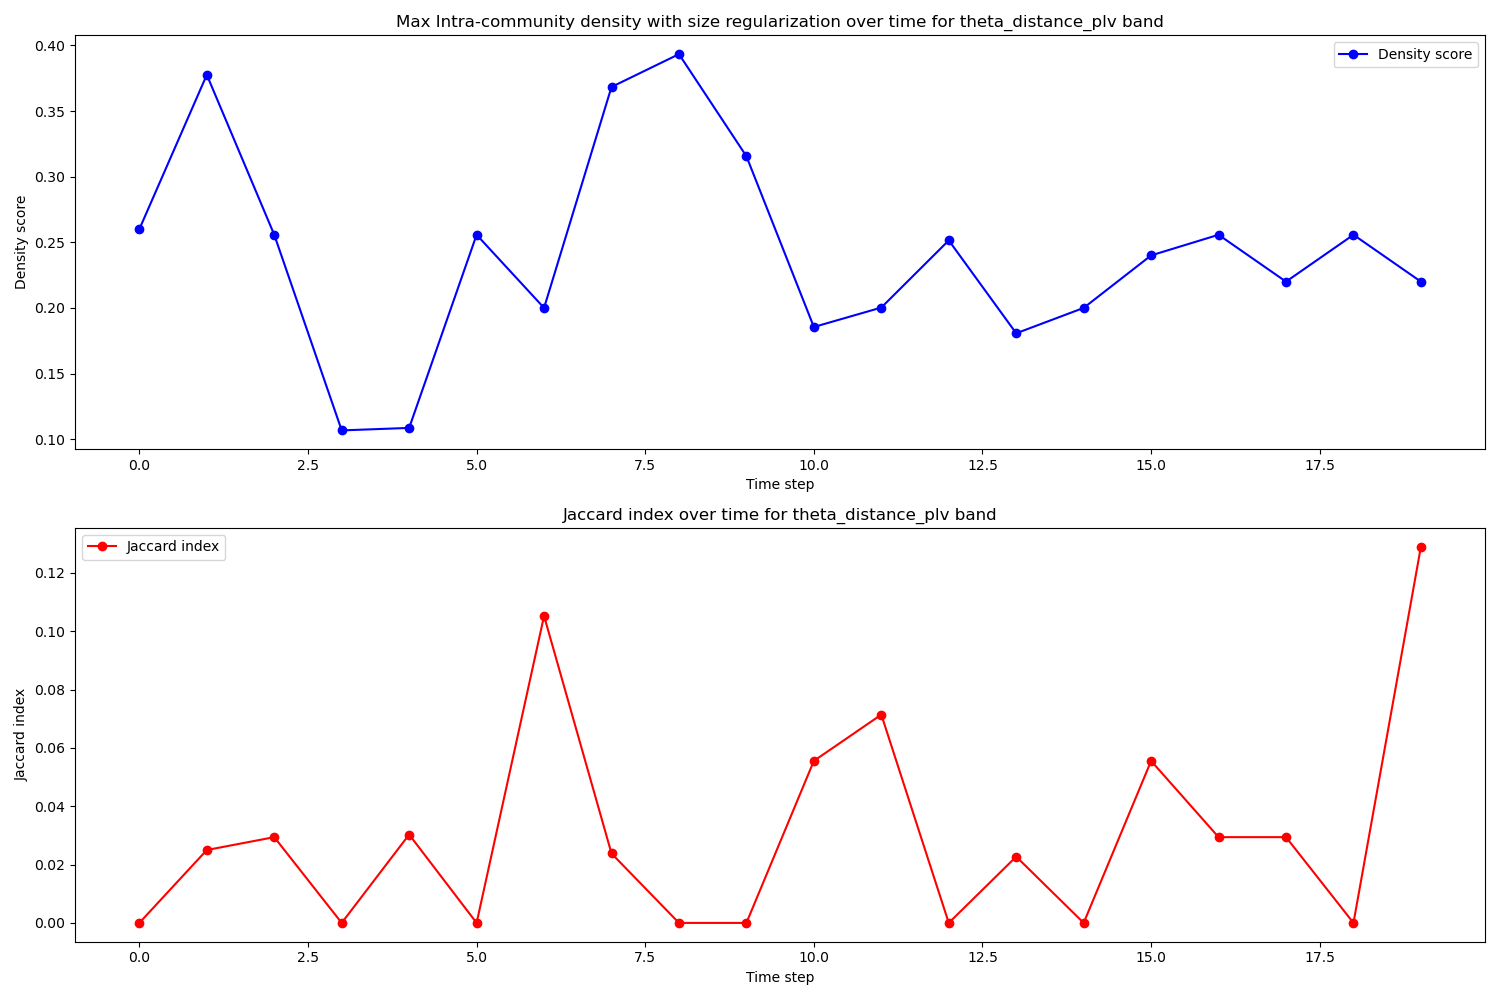 Max Intra-community density with size regularization over time for theta_distance_plv band
Density score
0.40
0.35
0.30
0.25
0.20
0.15
0.10
Density score
0.0 2.5 5.0 7.5 10.0 12.5 15.0 17.5
Time step
Jaccard index over time for theta_distance_plv band
Jaccard index
0.12
0.10
0.08
0.06
0.04
0.02
0.00
Jaccard index
0.0 2.5 5.0 7.5 10.0 12.5 15.0 17.5
Time step